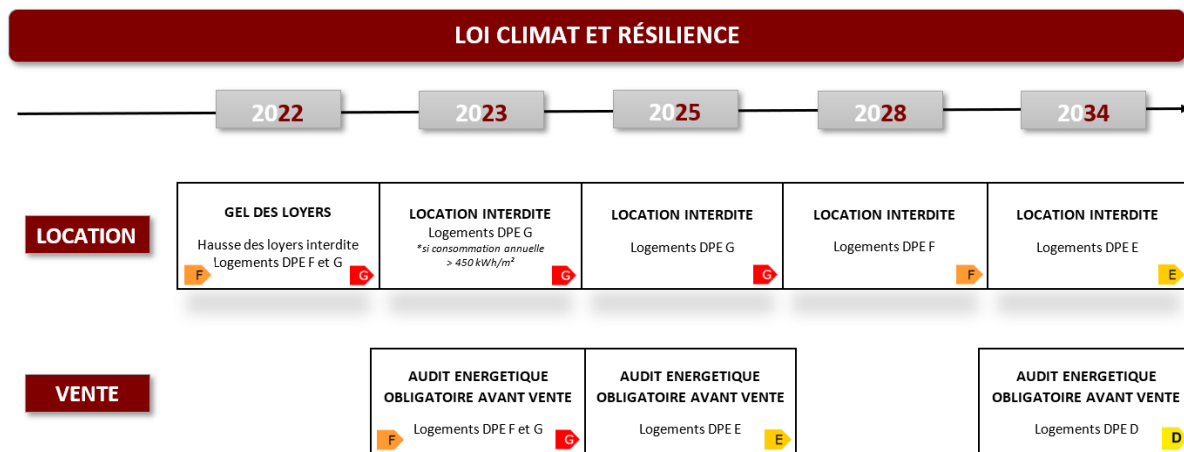 LOI CLIMAT ET RÉSILIENCE
2022
2023
2025
2028
2034
LOCATION
GEL DES LOYERS
Hausse des loyers interdite
Logements DPE F et G
F
G
LOCATION INTERDITE
Logements DPE G
*si consommation annuelle
> 450 kWh/m²
G
LOCATION INTERDITE
Logements DPE G
G
LOCATION INTERDITE
Logements DPE F
F
LOCATION INTERDITE
Logements DPE E
E
VENTE
AUDIT ENERGETIQUE
OBLIGATOIRE AVANT VENTE
Logements DPE F et G
F
G
AUDIT ENERGETIQUE
OBLIGATOIRE AVANT VENTE
Logements DPE E
E
AUDIT ENERGETIQUE
OBLIGATOIRE AVANT VENTE
Logements DPE D
D